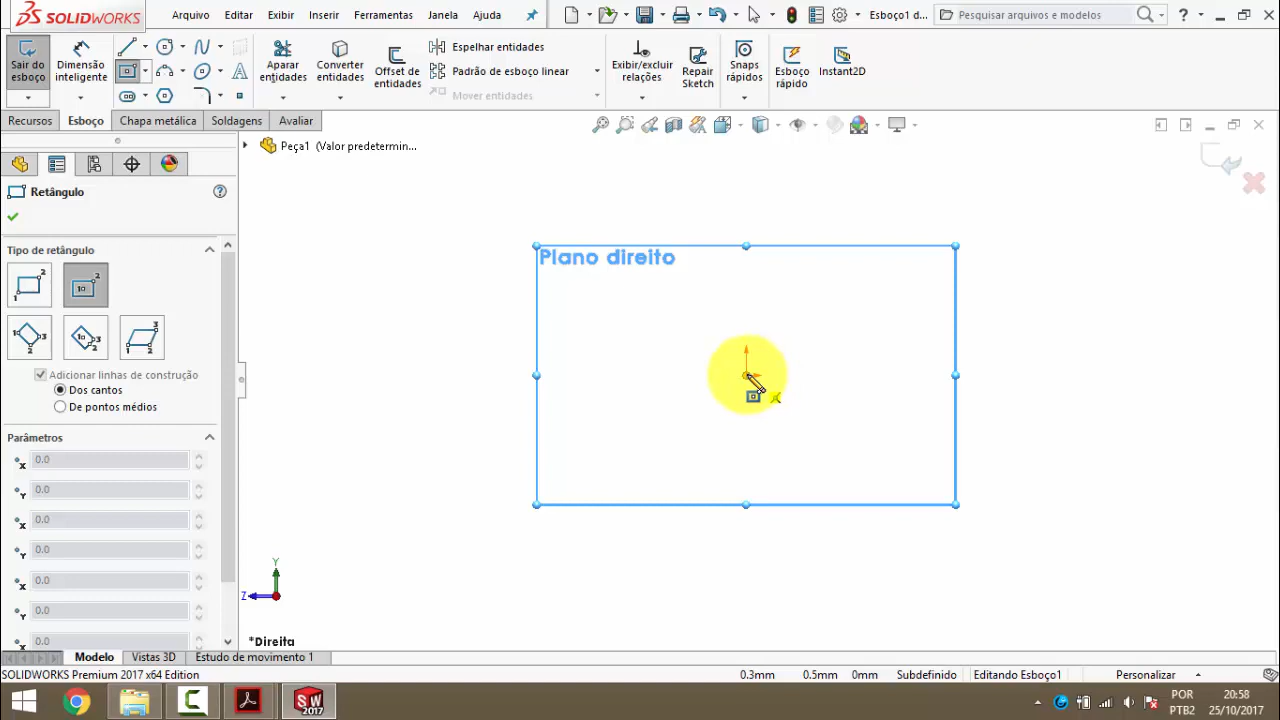 SOLIDWORKS
Arquivo Editar Exibir Inserir Ferramentas Janela Ajuda
Esboço1 d...
Pesquisar arquivos e modelos
?
Sair do esboço
Dimensão inteligente
Aparar entidades
Converter entidades
Offset de entidades
Espelhar entidades
Padrão de esboço linear
Mover entidades
Exibir/excluir relações
Repair Sketch
Snaps rápidos
Esboço rápido
Instant2D
Recursos Esboço Chapa metálica Soldagens Avaliar
Peça1 (Valor predetermin...
Retângulo
?
Tipo de retângulo
Adicionar linhas de construção
Dos cantos
De pontos médios
Parâmetros
x 0.0
Y 0.0
x 0.0
Y 0.0
x 0.0
Y 0.0
x 0.0
Plano direito
Y
Z
*Direita
Modelo Vistas 3D Estudo de movimento 1
SOLIDWORKS Premium 2017 x64 Edition
0.3mm 0.5mm 0mm Subdefinido Editando Esboço1 Personalizar
SW 2017
POR
PTB2
20:58
25/10/2017